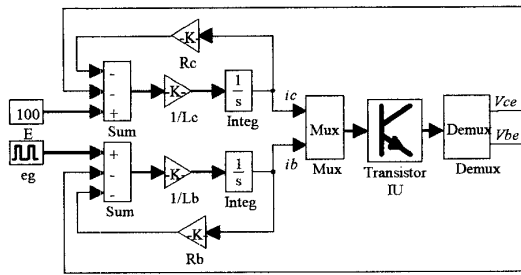 -K-
Rc
-
-
+
Sum
-K-
1/Lc
1
s
Integ
ic
100
E
eg
+
-
-
Sum
-K-
1/Lb
1
s
Integ
ib
Mux
Mux
Transistor
IU
Demux
Demux
Vce
Vbe
-K-
Rb